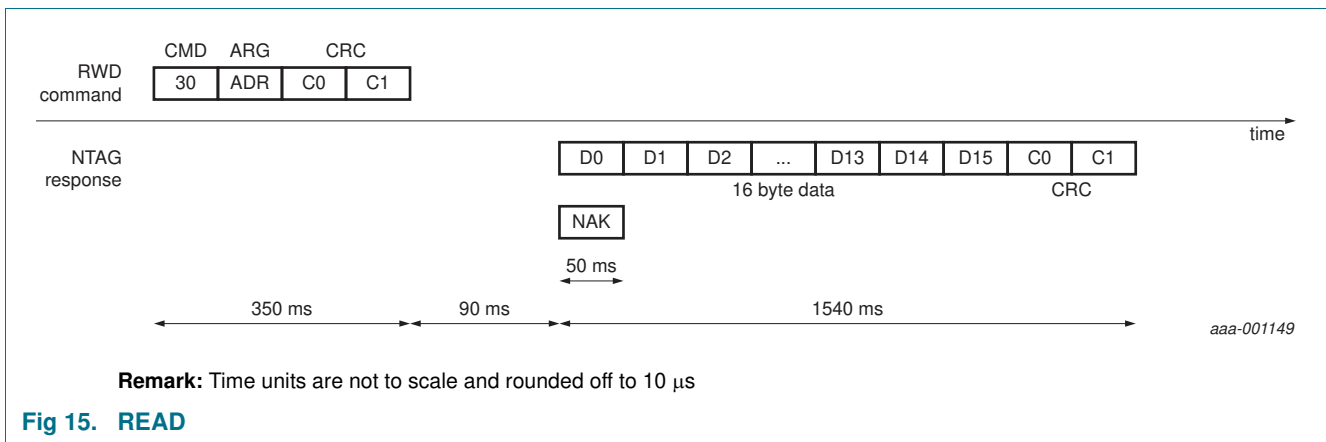 CMD ARG CRC
RWD command 30 ADR C0 C1
time
NTAG response D0 D1 D2 ... D13 D14 D15 C0 C1
16 byte data CRC
NAK
50 ms
350 ms 90 ms 1540 ms
aaa-001149
Remark: Time units are not to scale and rounded off to 10 μs
Fig 15. READ